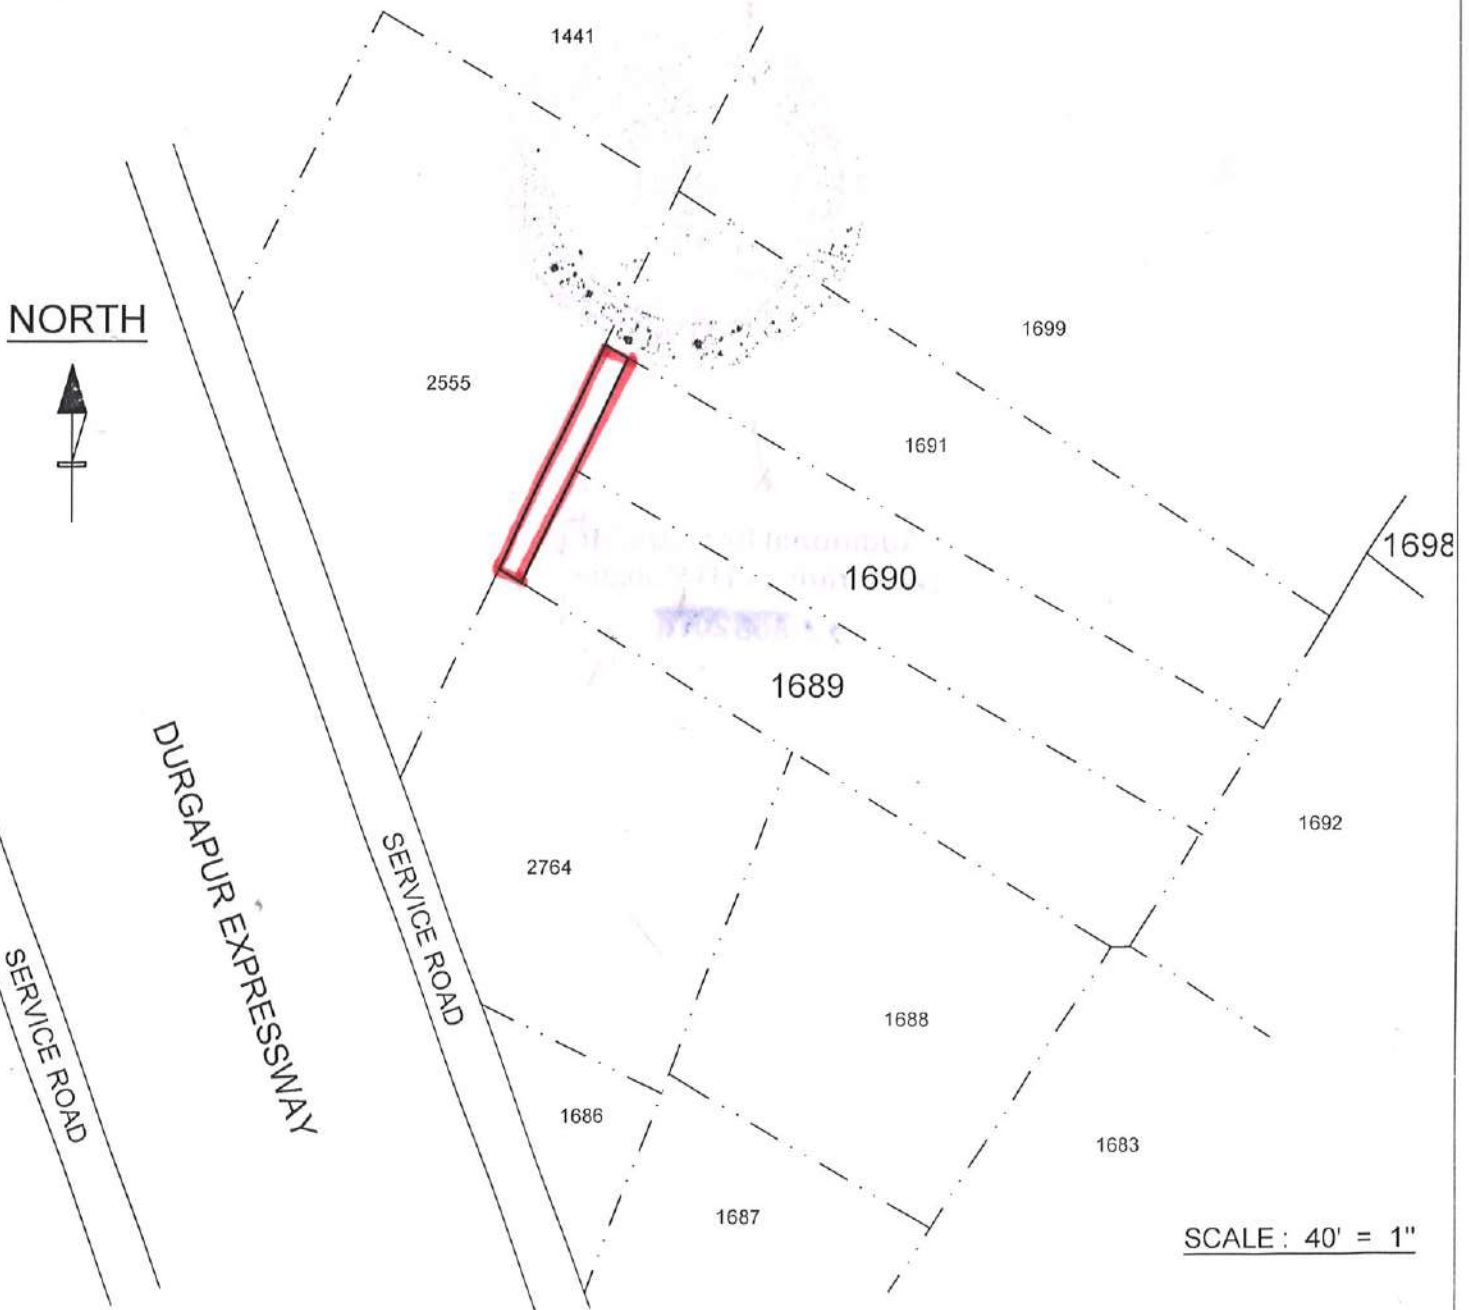 1441
NORTH
1699
2555
1691
1698
1690
1689
DURGAPUR EXPRESSWAY
SERVICE ROAD
1692
2764
SERVICE ROAD
1688
1686
1683
1687
SCALE : 40' = 1"